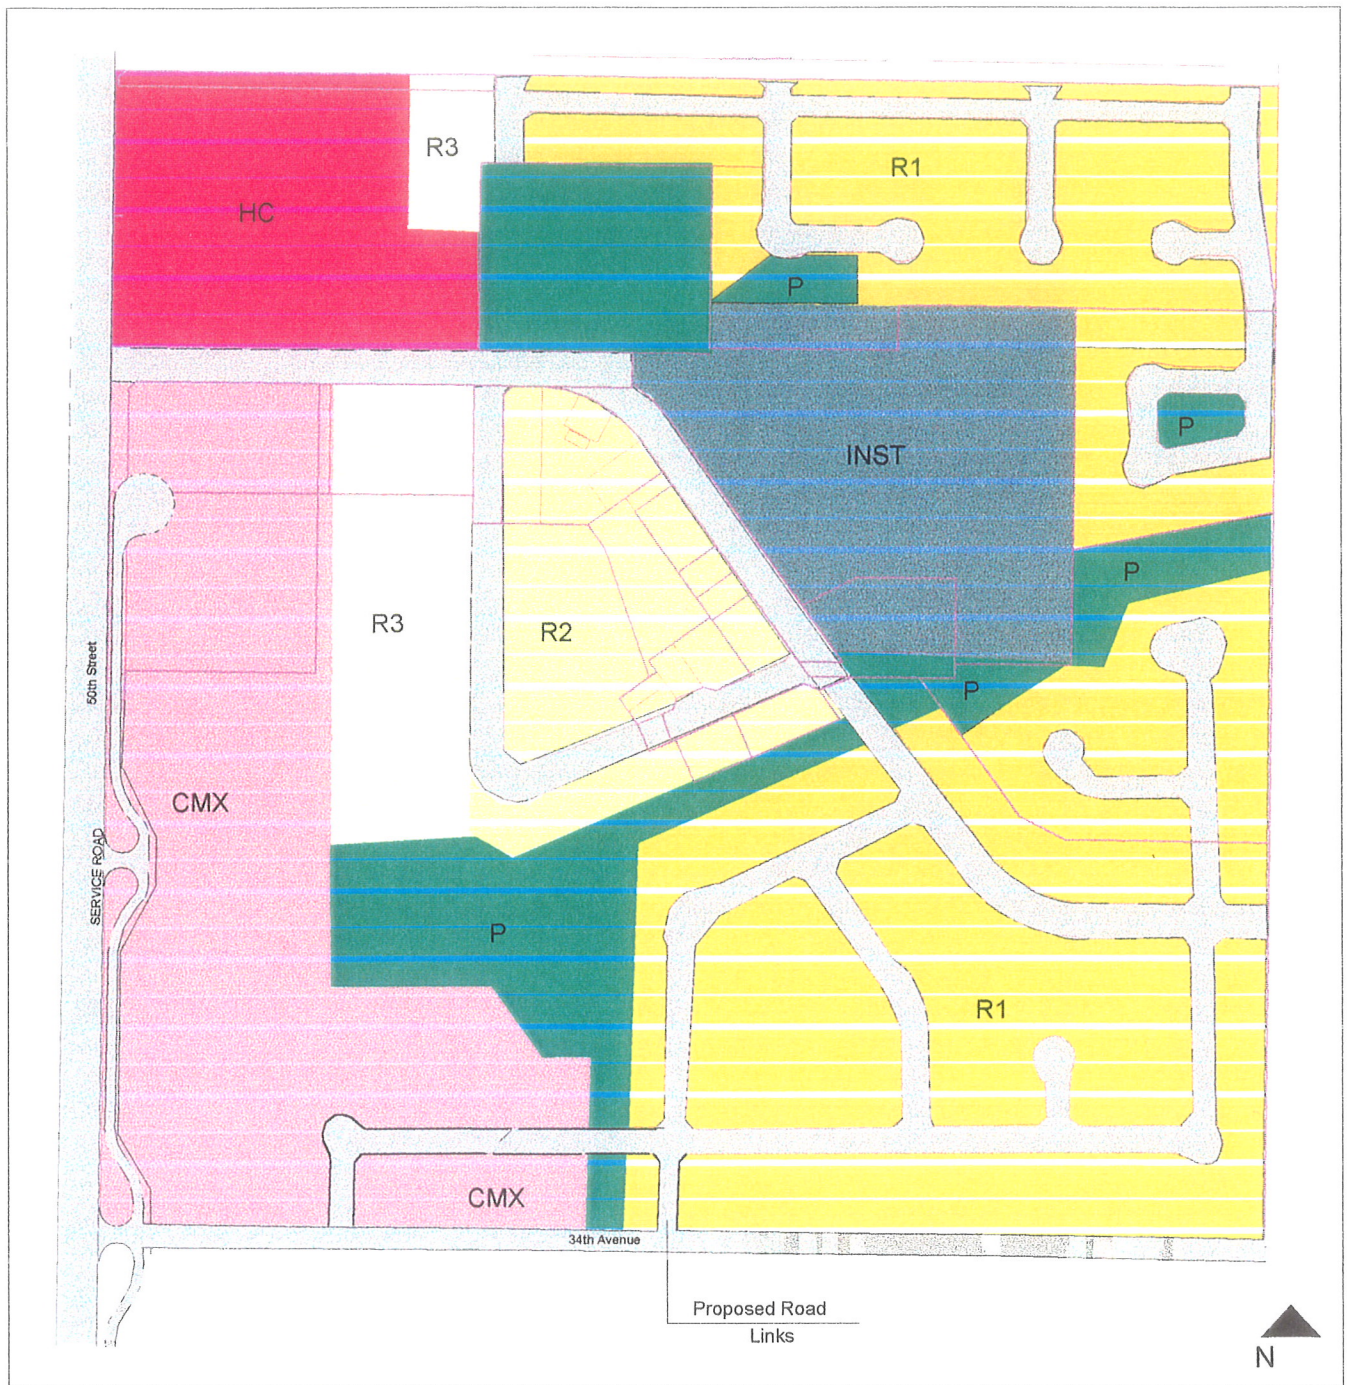 R3
R1
HC
P
P
INST
P
R3
R2
50th Street
P
CMX
SERVICE ROAD
P
R1
CMX
34th Avenue
Proposed Road
Links
N